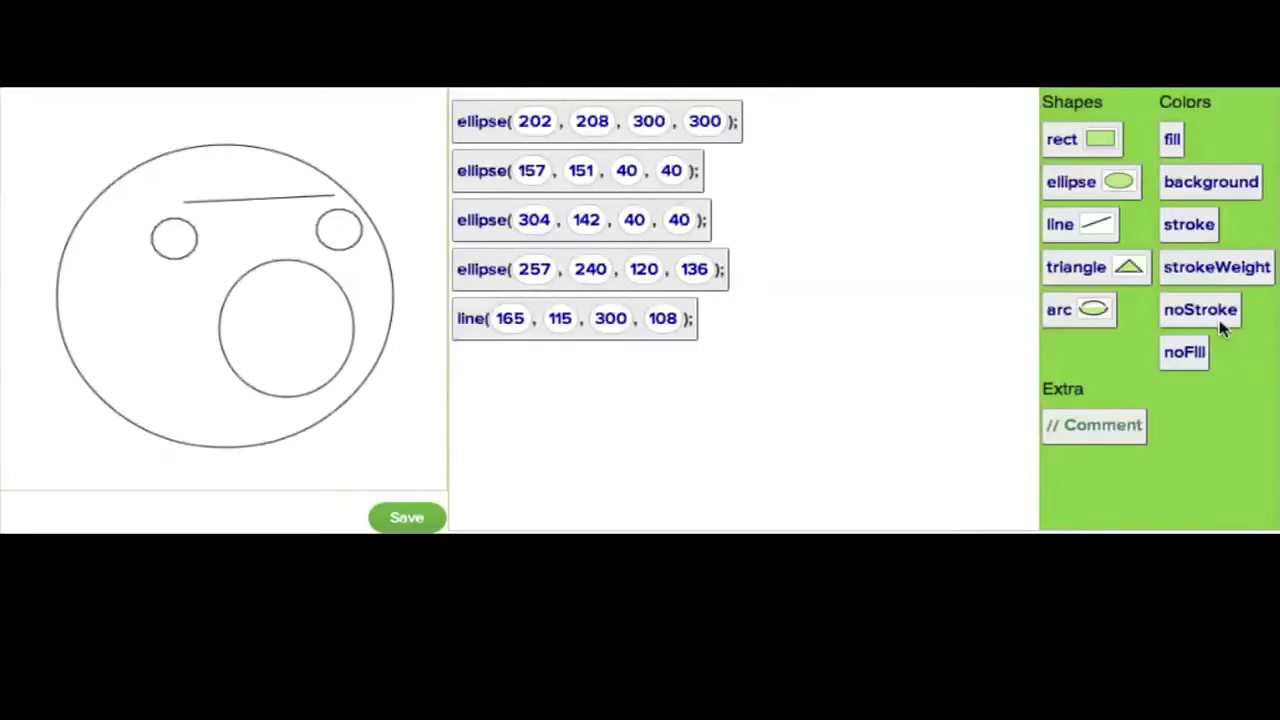 ellipse( 202 , 208 , 300 , 300 );
ellipse( 157 , 151 , 40 , 40 );
ellipse( 304 , 142 , 40 , 40 );
ellipse( 257 , 240 , 120 , 136 );
line( 165 , 115 , 300 , 108 );
Save
Shapes
rect
ellipse
line
triangle
arc
Colors
fill
background
stroke
strokeWeight
noStroke
noFill
Extra
// Comment